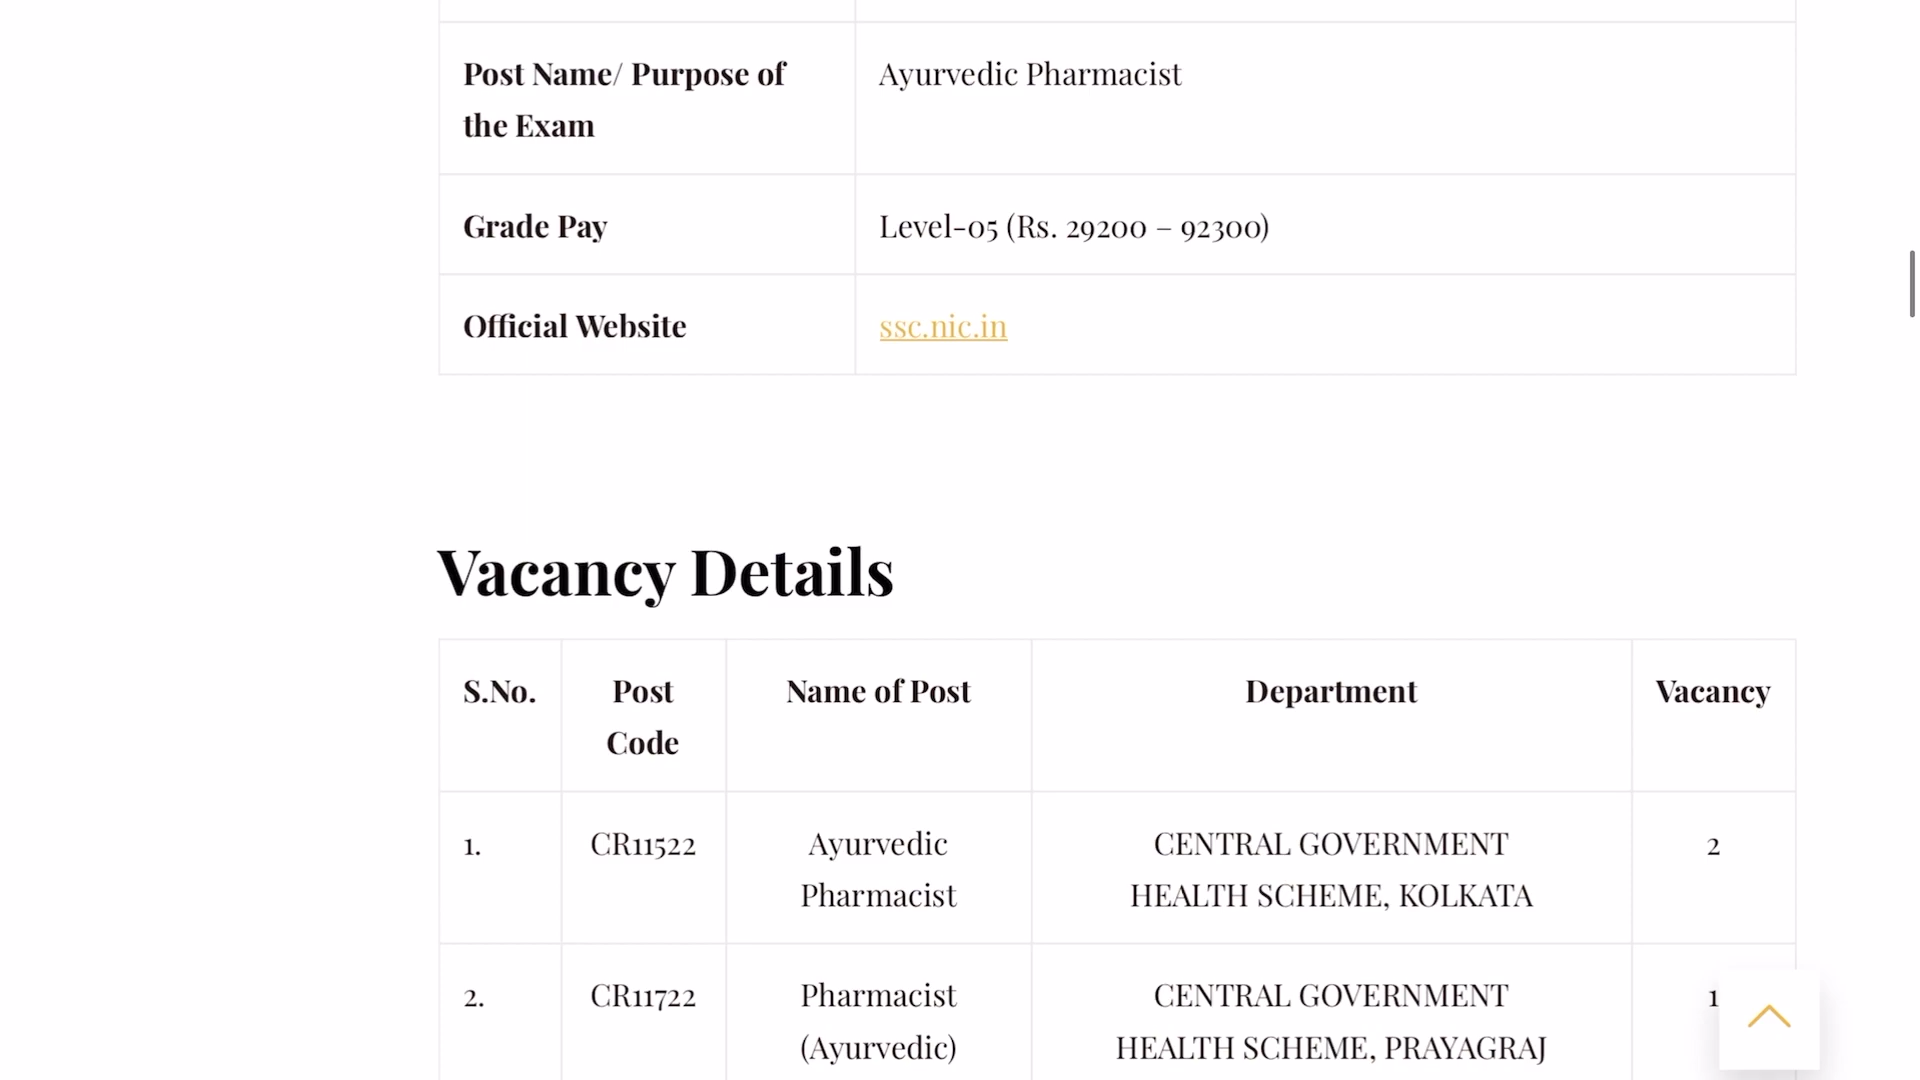 Post Name/ Purpose of the Exam
Ayurvedic Pharmacist
Grade Pay
Level-05 (Rs. 29200 – 92300)
Official Website
ssc.nic.in
Vacancy Details
S.No.
Post Code
Name of Post
Department
Vacancy
1.
CR11522
Ayurvedic Pharmacist
CENTRAL GOVERNMENT HEALTH SCHEME, KOLKATA
2
2.
CR11722
Pharmacist (Ayurvedic)
CENTRAL GOVERNMENT HEALTH SCHEME, PRAYAGRAJ
1